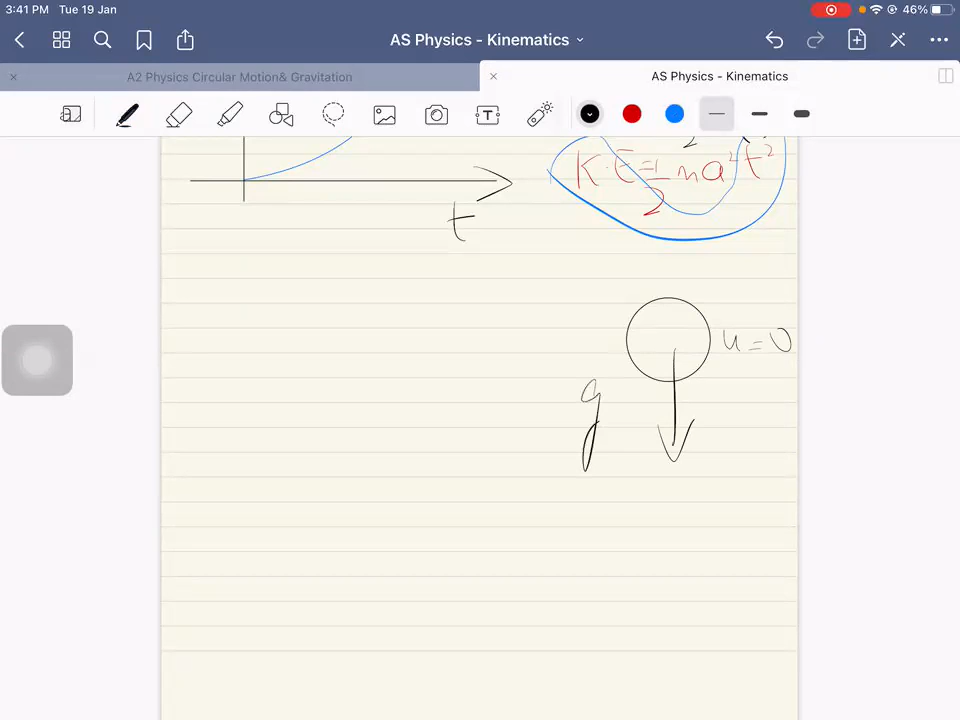 3:41 PM Tue 19 Jan 46%
AS Physics - Kinematics
A2 Physics Circular Motion& Gravitation
AS Physics - Kinematics
T
K.E = 1/2 ma²t²
t
u = 0
g